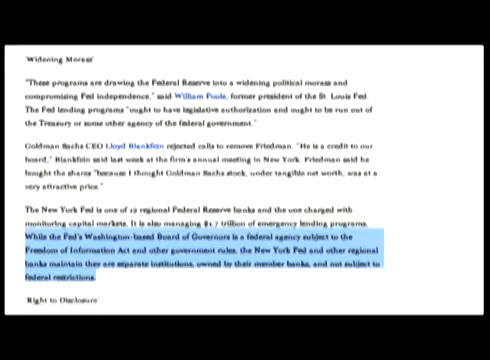 'Widening Morass'
"These programs are drawing the Federal Reserve into a widening political morass and
compromising Fed independence," said William Poole, former president of the St. Louis Fed.
The Fed lending programs "ought to have legislative authorization and ought to be run out of
the Treasury or some other agency of the federal government."
Goldman Sachs CEO Lloyd Blankfein rejected calls to remove Friedman. "He is a credit to our
board," Blankfein said last week at the firm's annual meeting in New York. Friedman said he
bought the shares "because I thought Goldman Sachs stock, under tangible net worth, was at a
very attractive price."
The New York Fed is one of 12 regional Federal Reserve banks and the one charged with
monitoring capital markets. It is also managing $1.7 trillion of emergency lending programs.
While the Fed's Washington-based Board of Governors is a federal agency subject to the
Freedom of Information Act and other government rules, the New York Fed and other regional
banks maintain they are separate institutions, owned by their member banks, and not subject to
federal restrictions.
'Right to Disclosure'